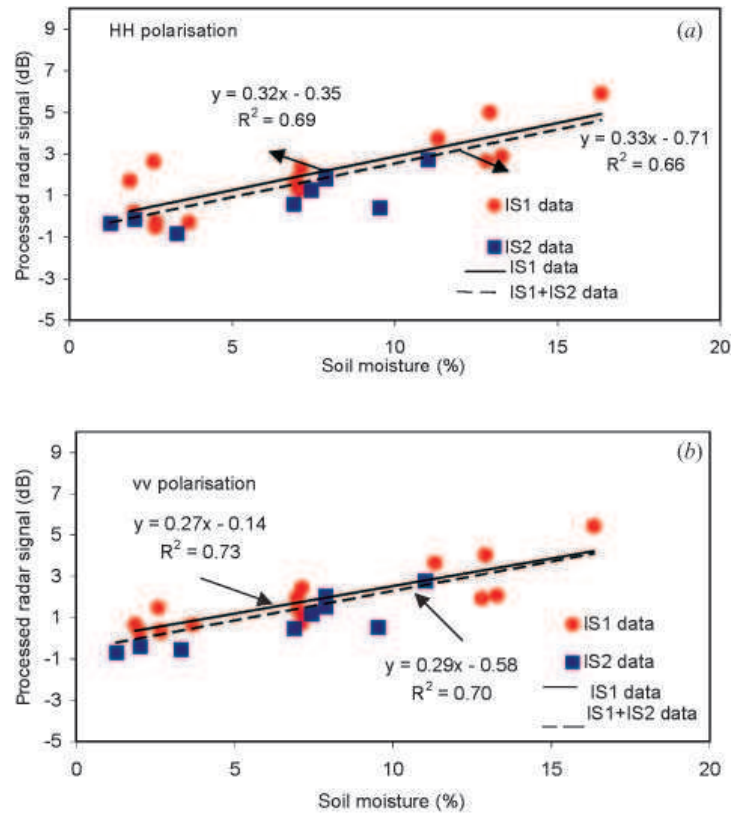 (a)
HH polarisation
Processed radar signal (dB)
9
7
5
3
1
-1
-3
-5
y = 0.32x - 0.35
R² = 0.69
y = 0.33x - 0.71
R² = 0.66
IS1 data
IS2 data
IS1 data
IS1+IS2 data
0 5 10 15 20
Soil moisture (%)
(b)
vv polarisation
Processed radar signal (dB)
9
7
5
3
1
-1
-3
-5
y = 0.27x - 0.14
R² = 0.73
y = 0.29x - 0.58
R² = 0.70
IS1 data
IS2 data
IS1 data
IS1+IS2 data
0 5 10 15 20
Soil moisture (%)